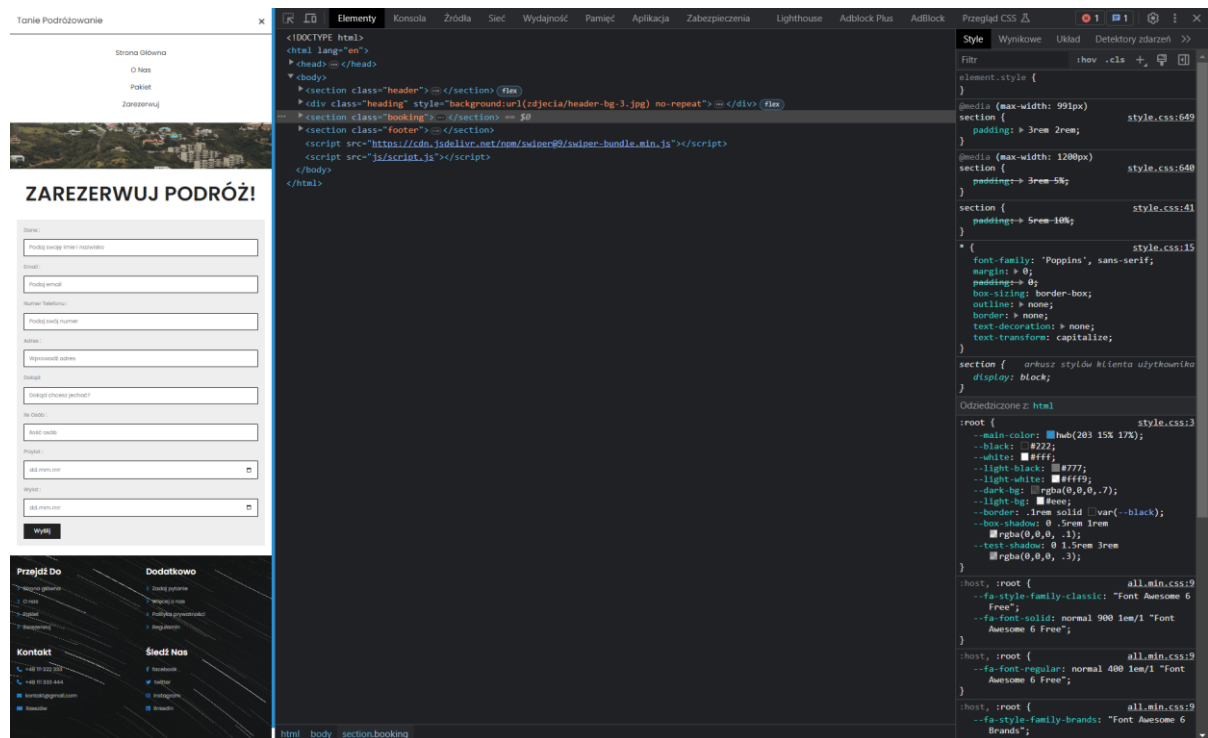 Tanie Podróżowanie
Strona Główna
O Nas
Pakiet
Zarezerwuj
ZAREZERWUJ PODRÓŻ!
Dane :
Podaj swoję imie i nazwisko
Email :
Podaj email
Numer Telefonu :
Podaj swój numer
Adres :
Wprowadź adres
Dokąd:
Dokąd chcesz jechać?
Ile Osób :
Ilość osób
Przylot :
dd.mm.rrrr
Wylot :
dd.mm.rrrr
Wyślij
Przejdź Do
Strona główna
O nas
Pakiet
Zarezerwuj
Dodatkowo
Zadaj pytanie
Więcej o nas
Polityka prywatności
Regulamin
Kontakt
+48 111 222 333
+48 111 333 444
kontakt@gmail.com
Rzeszów
Śledź Nas
facebook
twitter
instagram
linkedin
Elementy Konsola Źródła Sieć Wydajność Pamięć Aplikacja Zabezpieczenia Lighthouse Adblock Plus AdBlock Przegląd CSS 1 1
<!DOCTYPE html>
<html lang="en">
<head> … </head>
<body>
<section class="header"> … </section> flex
<div class="heading" style="background:url(zdjecia/header-bg-3.jpg) no-repeat"> … </div> flex
<section class="booking"> … </section> == $0
<section class="footer"> … </section>
<script src="https://cdn.jsdelivr.net/npm/swiper@9/swiper-bundle.min.js"></script>
<script src="js/script.js"></script>
</body>
</html>
html body section.booking
Style Wynikowe Układ Detektory zdarzeń
Filtr :hov .cls +
element.style {
}
@media (max-width: 991px)
section { style.css:649
padding: 3rem 2rem;
}
@media (max-width: 1200px)
section { style.css:640
padding: 3rem 5%;
}
section { style.css:41
padding: 5rem 10%;
}
* { style.css:15
font-family: 'Poppins', sans-serif;
margin: 0;
padding: 0;
box-sizing: border-box;
outline: none;
border: none;
text-decoration: none;
text-transform: capitalize;
}
section { arkusz stylów klienta użytkownika
display: block;
}
Odziedziczone z: html
:root { style.css:3
--main-color: hwb(203 15% 17%);
--black: #222;
--white: #fff;
--light-black: #777;
--light-white: #fff9;
--dark-bg: rgba(0,0,0,.7);
--light-bg: #eee;
--border: .1rem solid var(--black);
--box-shadow: 0 .5rem 1rem
rgba(0,0,0, .1);
--test-shadow: 0 1.5rem 3rem
rgba(0,0,0, .3);
}
:host, :root { all.min.css:9
--fa-style-family-classic: "Font Awesome 6
Free";
--fa-font-solid: normal 900 1em/1 "Font
Awesome 6 Free";
}
:host, :root { all.min.css:9
--fa-font-regular: normal 400 1em/1 "Font
Awesome 6 Free";
}
:host, :root { all.min.css:9
--fa-style-family-brands: "Font Awesome 6
Brands";